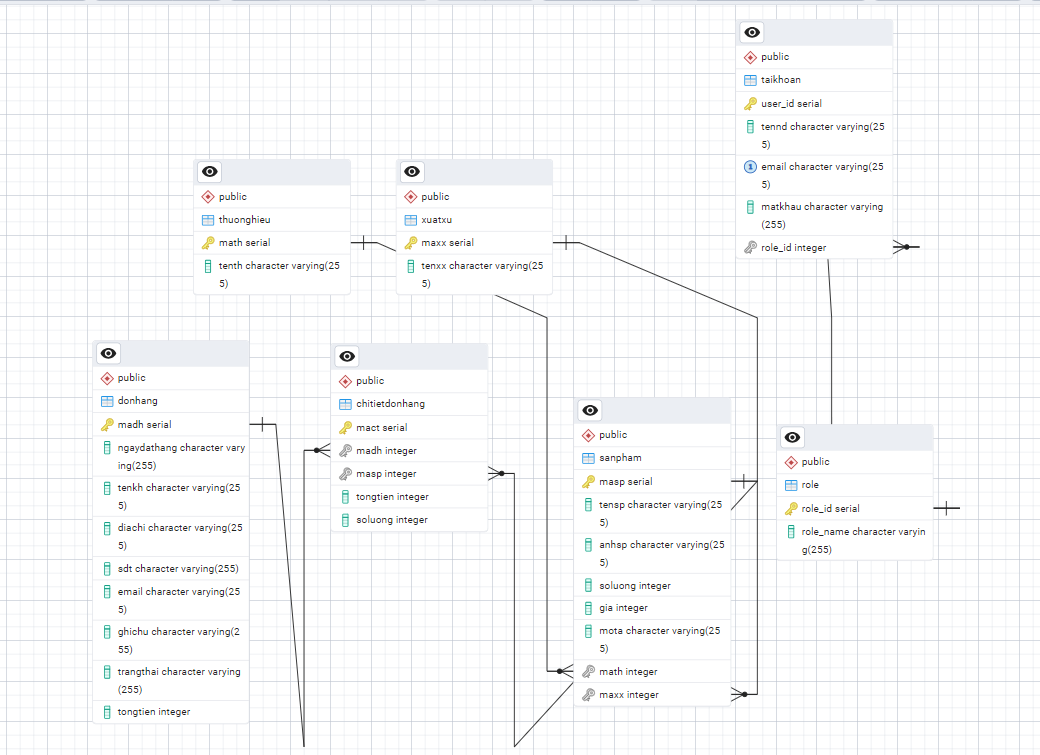 public
taikhoan
user_id serial
tennd character varying(25
5)
email character varying(25
5)
matkhau character varying
(255)
role_id integer
public
thuonghieu
math serial
tenth character varying(25
5)
public
xuatxu
maxx serial
tenxx character varying(25
5)
public
donhang
madh serial
ngaydathang character vary
ing(255)
tenkh character varying(25
5)
diachi character varying(25
5)
sdt character varying(255)
email character varying(25
5)
ghichu character varying(2
55)
trangthai character varying
(255)
tongtien integer
public
chitietdonhang
mact serial
madh integer
masp integer
tongtien integer
soluong integer
public
sanpham
masp serial
tensp character varying(25
5)
anhsp character varying(25
5)
soluong integer
gia integer
mota character varying(25
5)
math integer
maxx integer
public
role
role_id serial
role_name character varyin
g(255)